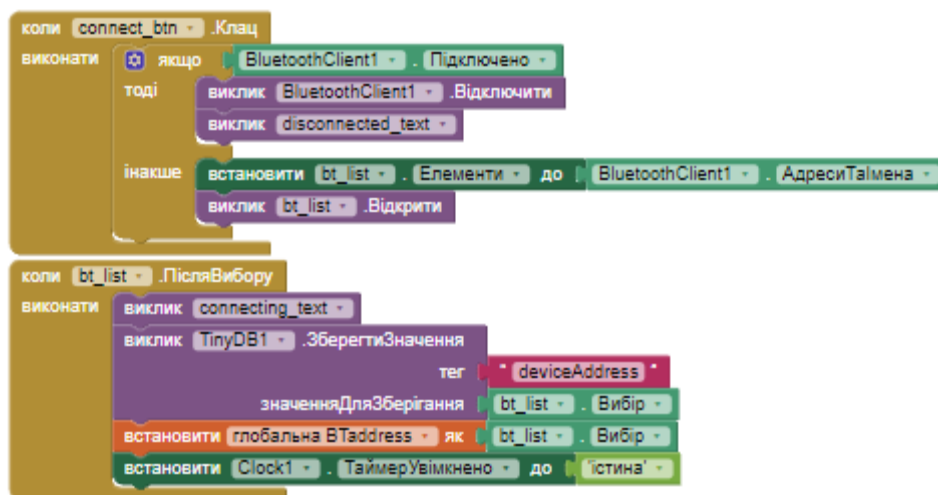 коли connect_btn .Клац
виконати якщо BluetoothClient1 . Підключено
тоді виклик BluetoothClient1 .Відключити
виклик disconnected_text
інакше встановити bt_list . Елементи до BluetoothClient1 . АдресиТаІмена
виклик bt_list .Відкрити
коли bt_list .ПісляВибору
виконати виклик connecting_text
виклик TinyDB1 .ЗберегтиЗначення
тег " deviceAddress "
значенняДляЗберігання bt_list . Вибір
встановити глобальна BTaddress як bt_list . Вибір
встановити Clock1 . ТаймерУвімкнено до 'істина'